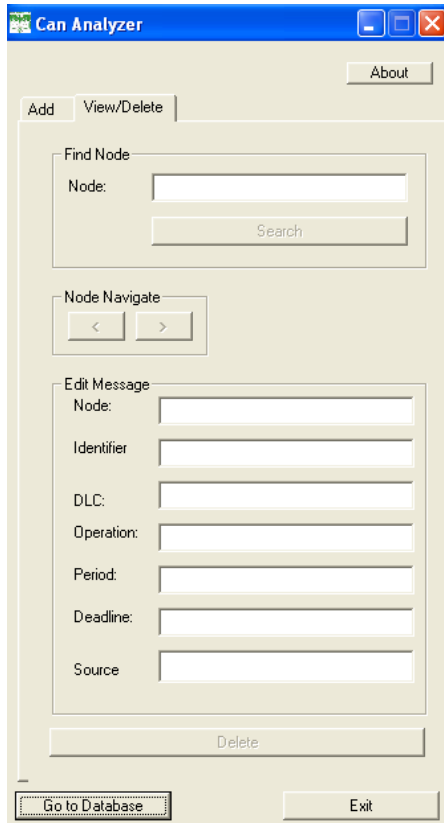 Can Analyzer
About
Add View/Delete
Find Node
Node:
Search
Node Navigate
< >
Edit Message
Node:
Identifier
DLC:
Operation:
Period:
Deadline:
Source
Delete
Go to Database Exit